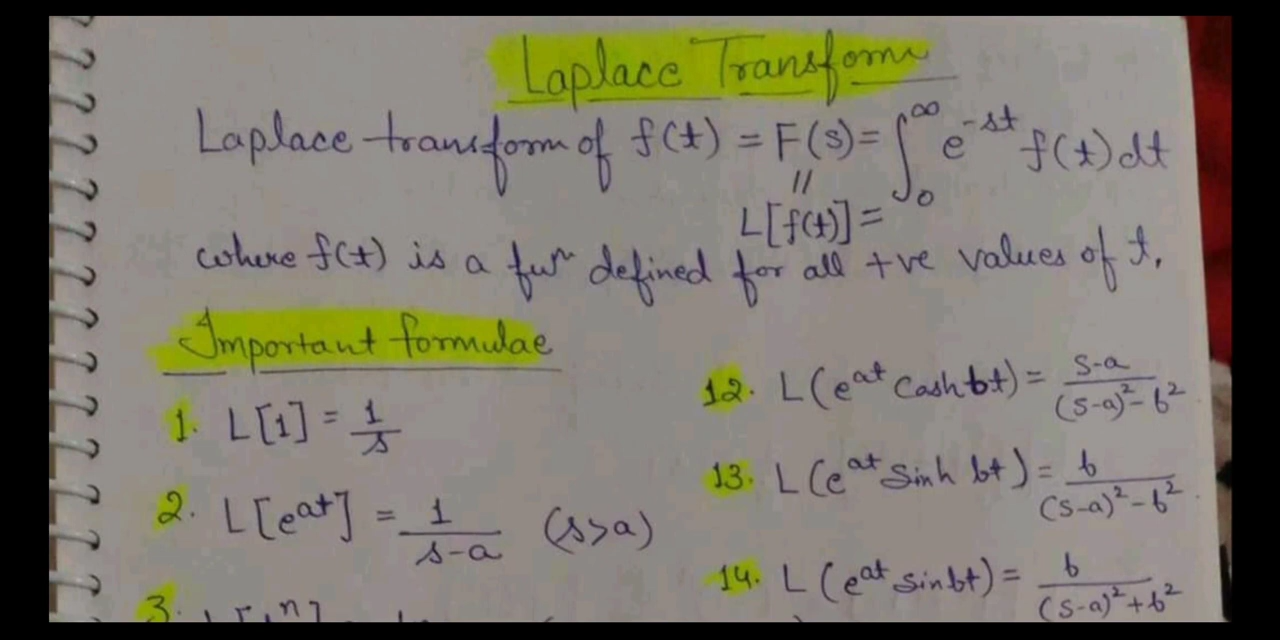 Laplace Transform
Laplace transform of f(t) = F(s) = ∫₀^∞ e^-st f(t) dt
||
L[f(t)] =
where f(t) is a fuⁿ defined for all +ve values of t.
Important formulae
1. L[1] = 1/s
2. L[e^at] = 1/(s-a) (s>a)
3.
12. L(e^at Cash bt) = (s-a)/((s-a)²-b²)
13. L(e^at Sinh bt) = b/((s-a)²-b²)
14. L(e^at sin bt) = b/((s-a)²+b²)